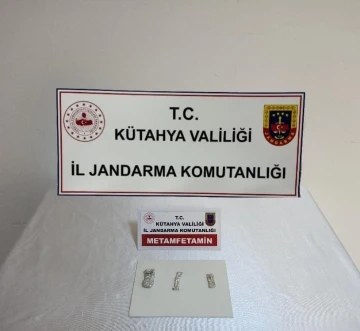 T.C.
KÜTAHYA VALİLİĞİ
İL JANDARMA KOMUTANLIĞI
T.C.
KÜTAHYA VALİLİĞİ
İL JANDARMA KOMUTANLIĞI
METAMFETAMİN